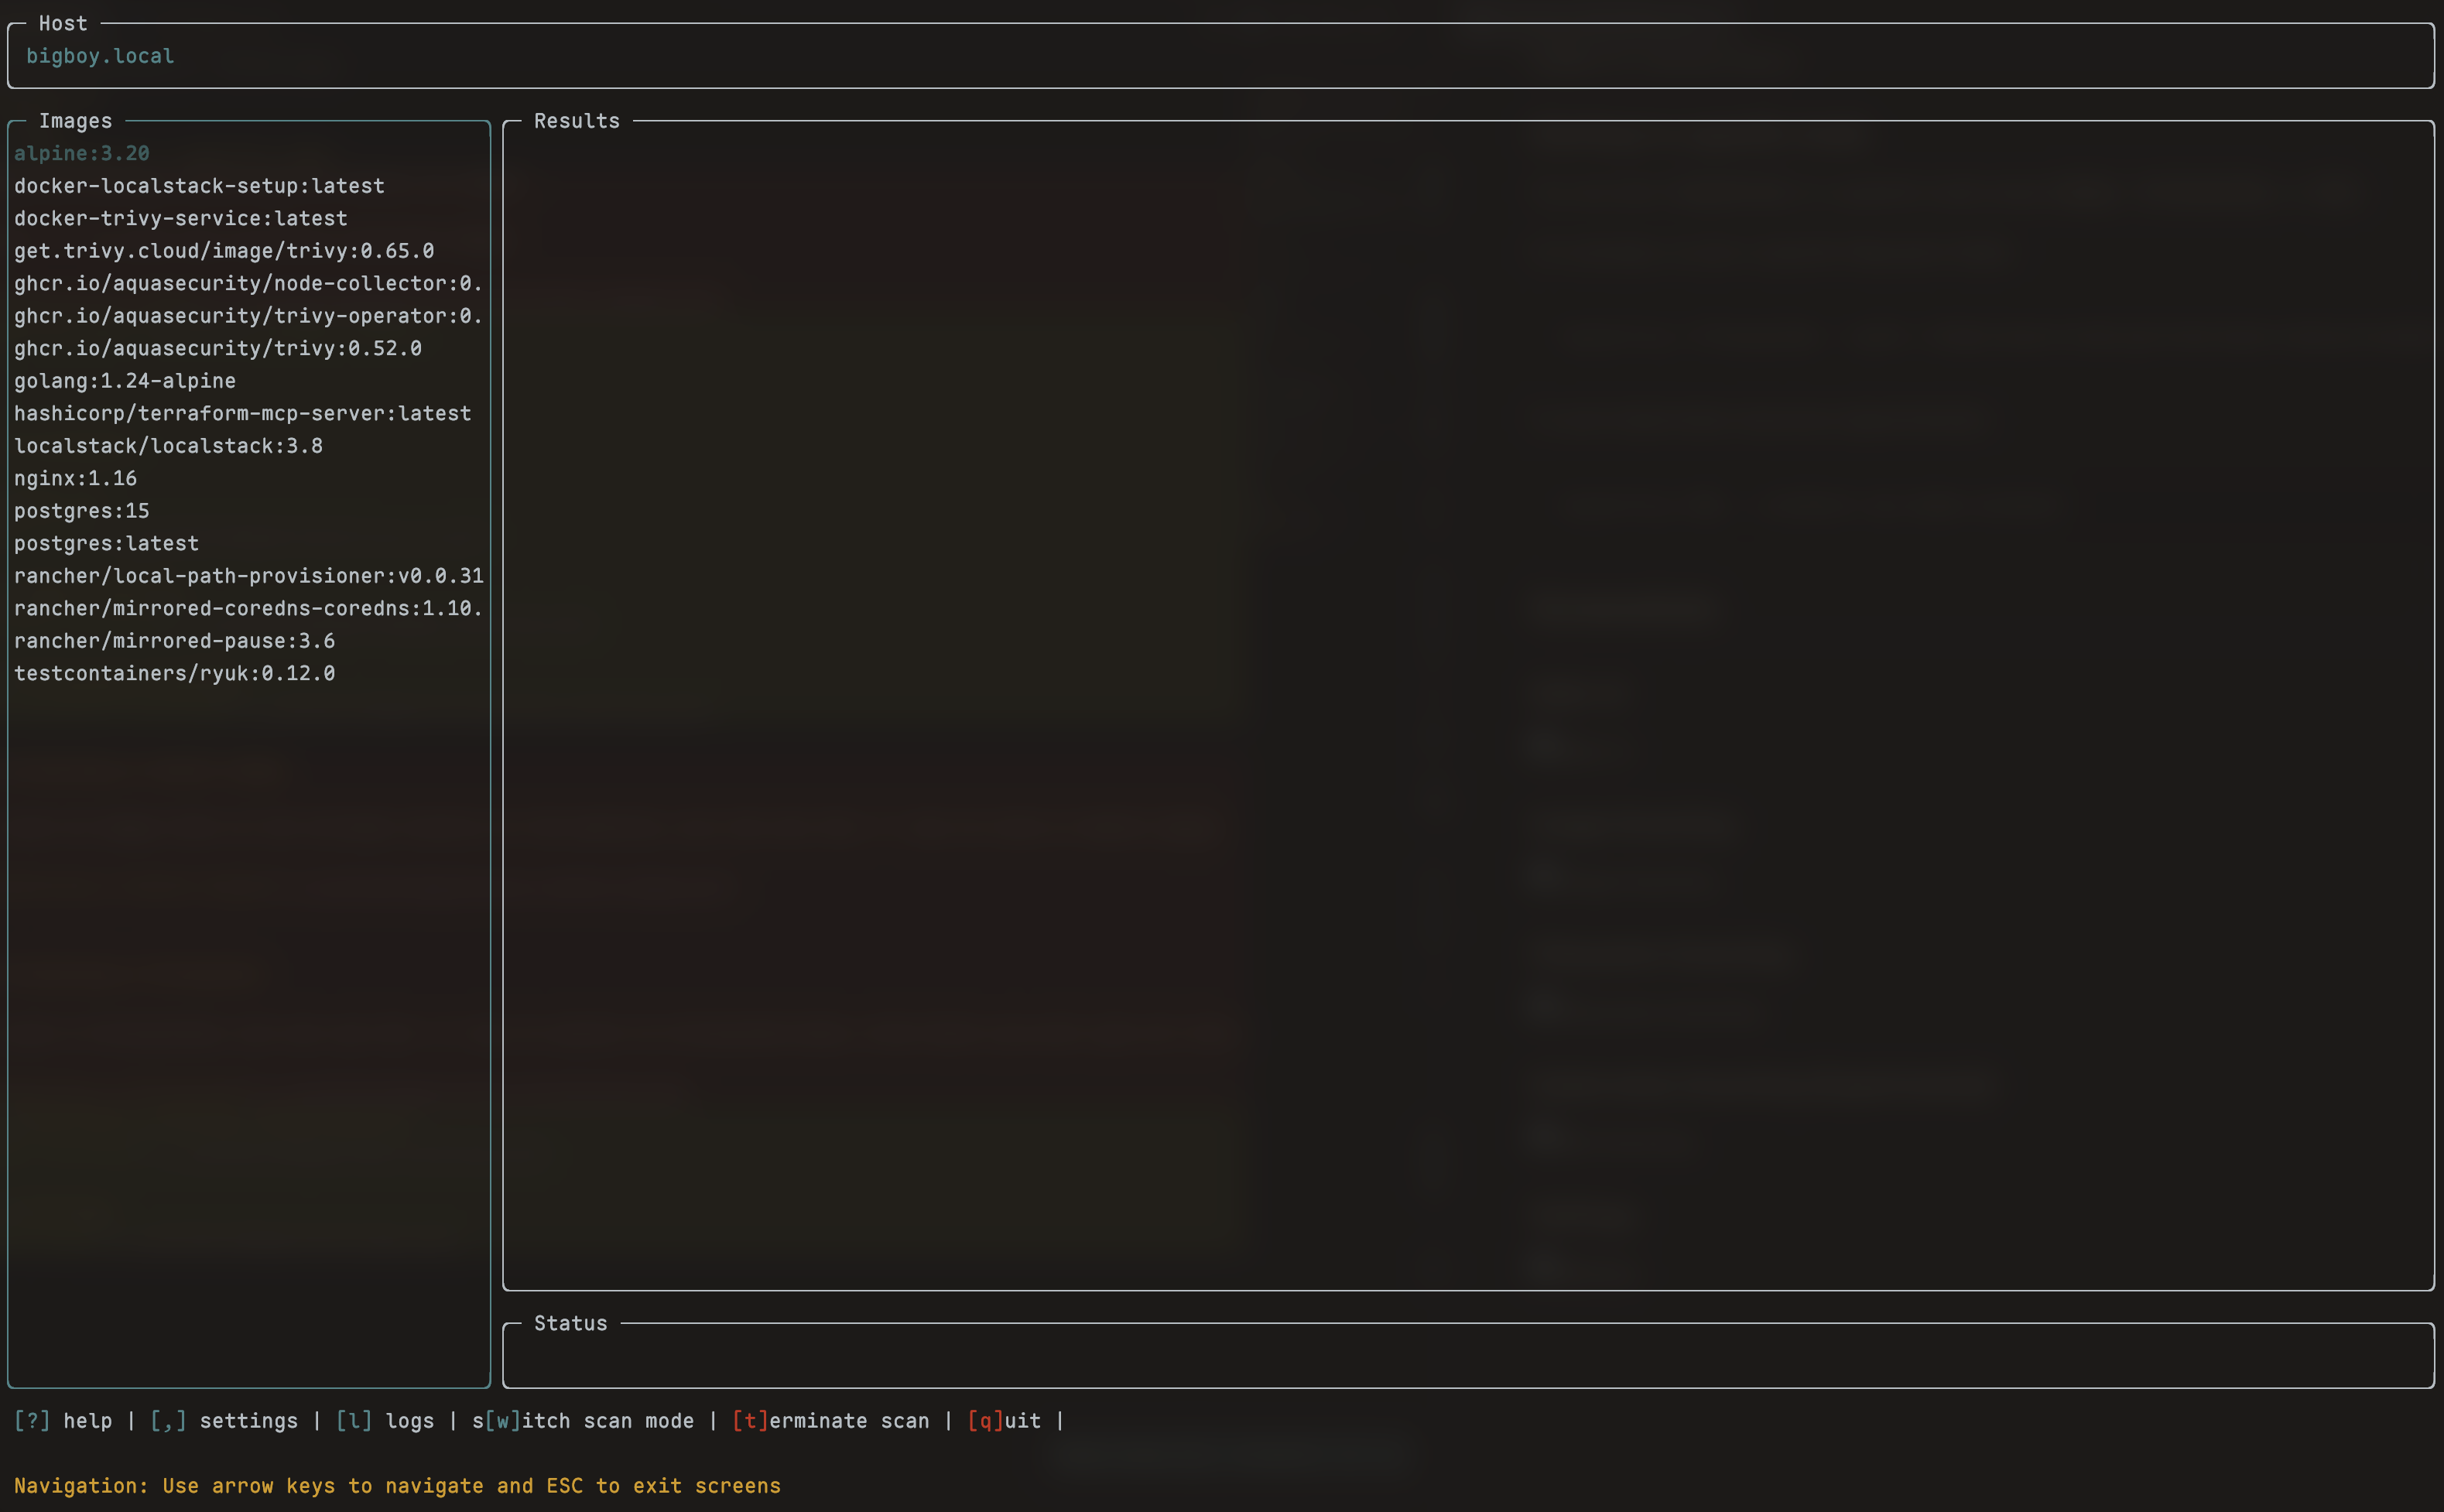 Host
bigboy.local
Images
alpine:3.20
docker-localstack-setup:latest
docker-trivy-service:latest
get.trivy.cloud/image/trivy:0.65.0
ghcr.io/aquasecurity/node-collector:0.
ghcr.io/aquasecurity/trivy-operator:0.
ghcr.io/aquasecurity/trivy:0.52.0
golang:1.24-alpine
hashicorp/terraform-mcp-server:latest
localstack/localstack:3.8
nginx:1.16
postgres:15
postgres:latest
rancher/local-path-provisioner:v0.0.31
rancher/mirrored-coredns-coredns:1.10.
rancher/mirrored-pause:3.6
testcontainers/ryuk:0.12.0
Results
Status
[?] help | [,] settings | [l] logs | s[w]itch scan mode | [t]erminate scan | [q]uit |
Navigation: Use arrow keys to navigate and ESC to exit screens